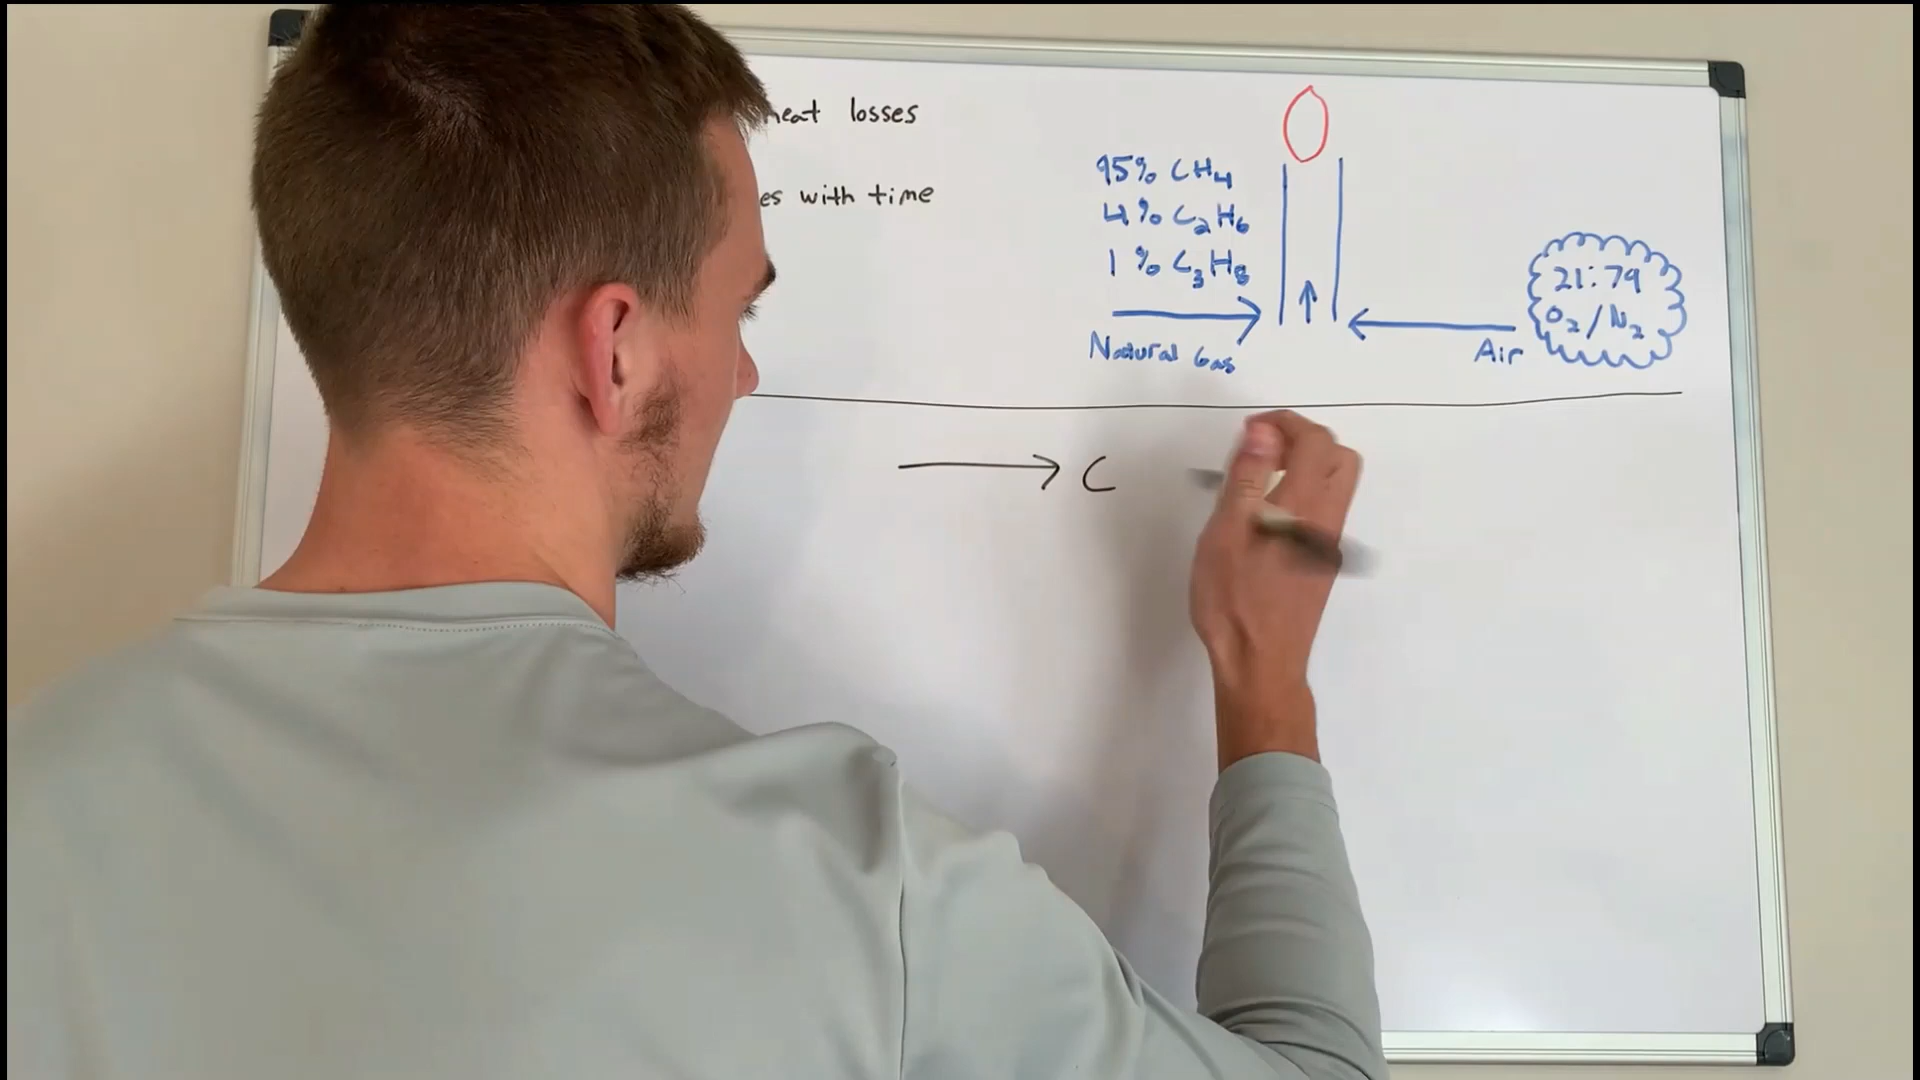 heat losses
es with time
95% CH4
4% C2H6
1% C3H8
Natural Gas
21:79
O2/N2
Air
→ C